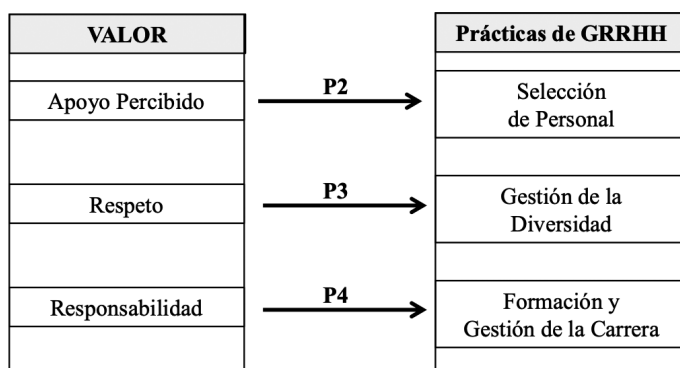 VALOR
Prácticas de GRRHH
Apoyo Percibido
P2
Selección
de Personal
Respeto
P3
Gestión de la
Diversidad
Responsabilidad
P4
Formación y
Gestión de la Carrera